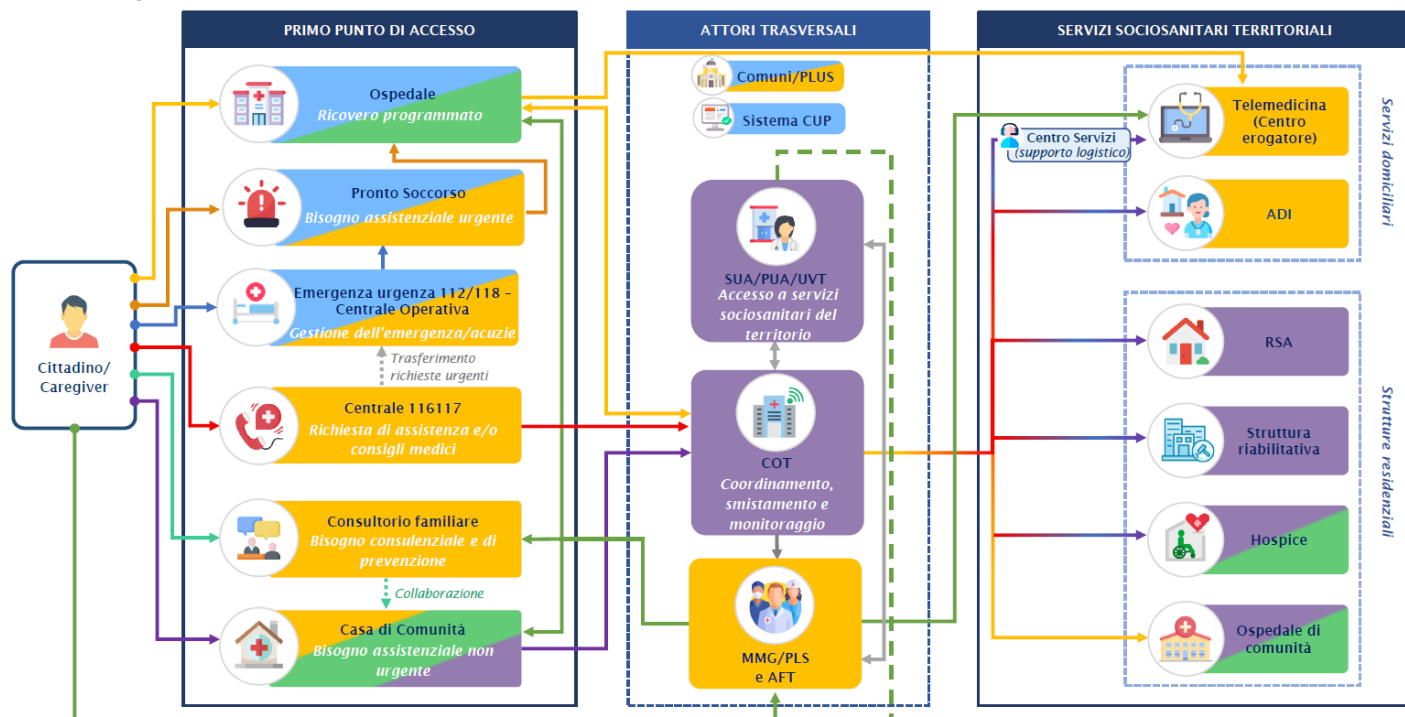 PRIMO PUNTO DI ACCESSO
ATTORI TRASVERSALI
SERVIZI SOCIOSANITARI TERRITORIALI
Cittadino/
Caregiver
Ospedale
Ricovero programmato
Pronto Soccorso
Bisogno assistenziale urgente
Emergenza urgenza 112/118 –
Centrale Operativa
Gestione dell'emergenza/acuzie
Trasferimento
richieste urgenti
Centrale 116117
Richiesta di assistenza e/o
consigli medici
Consultorio familiare
Bisogno consulenziale e di
prevenzione
Collaborazione
Casa di Comunità
Bisogno assistenziale non
urgente
Comuni/PLUS
Sistema CUP
SUA/PUA/UVT
Accesso a servizi
sociosanitari del
territorio
COT
Coordinamento,
smistamento e
monitoraggio
MMG/PLS
e AFT
Centro Servizi
(supporto logistico)
Telemedicina
(Centro
erogatore)
ADI
Servizi domiciliari
RSA
Struttura
riabilitativa
Hospice
Ospedale di
comunità
Strutture residenziali